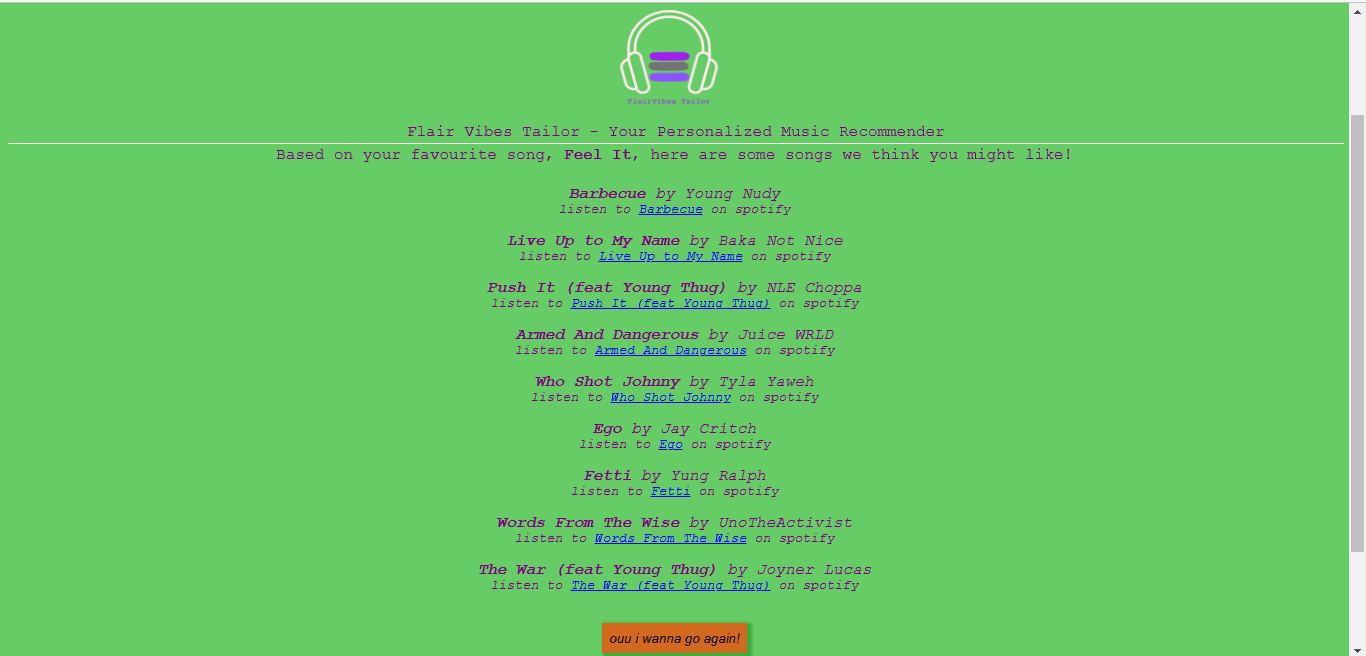 FlairVibes Tailor
Flair Vibes Tailor - Your Personalized Music Recommender
Based on your favourite song, Feel It, here are some songs we think you might like!
Barbecue by Young Nudy
listen to Barbecue on spotify
Live Up to My Name by Baka Not Nice
listen to Live Up to My Name on spotify
Push It (feat Young Thug) by NLE Choppa
listen to Push It (feat Young Thug) on spotify
Armed And Dangerous by Juice WRLD
listen to Armed And Dangerous on spotify
Who Shot Johnny by Tyla Yaweh
listen to Who Shot Johnny on spotify
Ego by Jay Critch
listen to Ego on spotify
Fetti by Yung Ralph
listen to Fetti on spotify
Words From The Wise by UnoTheActivist
listen to Words From The Wise on spotify
The War (feat Young Thug) by Joyner Lucas
listen to The War (feat Young Thug) on spotify
ouu i wanna go again!